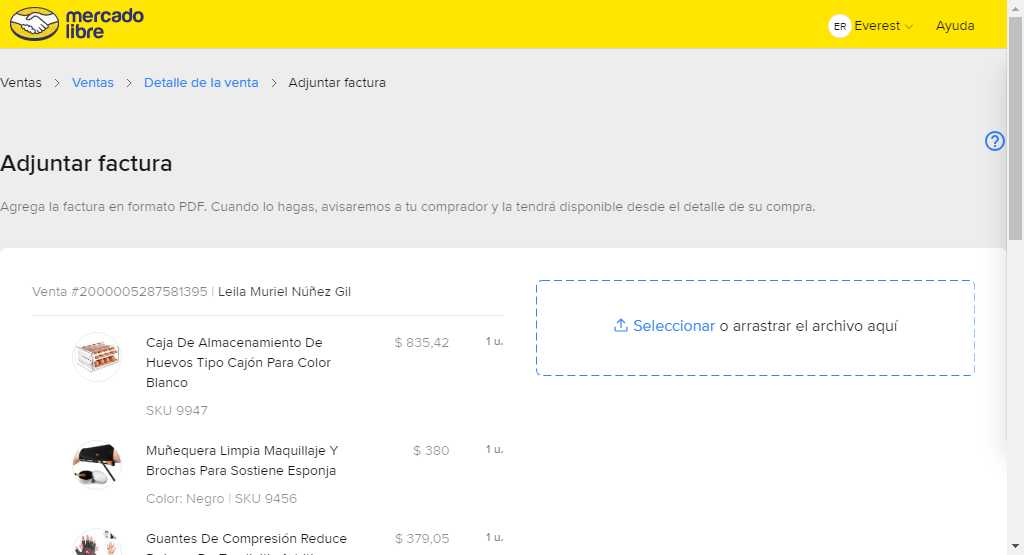 mercado
libre
ER Everest
Ayuda
Ventas > Ventas > Detalle de la venta > Adjuntar factura
Adjuntar factura
Agrega la factura en formato PDF. Cuando lo hagas, avisaremos a tu comprador y la tendrá disponible desde el detalle de su compra.
Venta #2000005287581395 | Leila Muriel Núñez Gil
Seleccionar o arrastrar el archivo aquí
Caja De Almacenamiento De $ 835,42 1 u.
Huevos Tipo Cajón Para Color
Blanco
SKU 9947
Muñequera Limpia Maquillaje Y $ 380 1 u.
Brochas Para Sostiene Esponja
Color: Negro | SKU 9456
Guantes De Compresión Reduce $ 379,05 1 u.